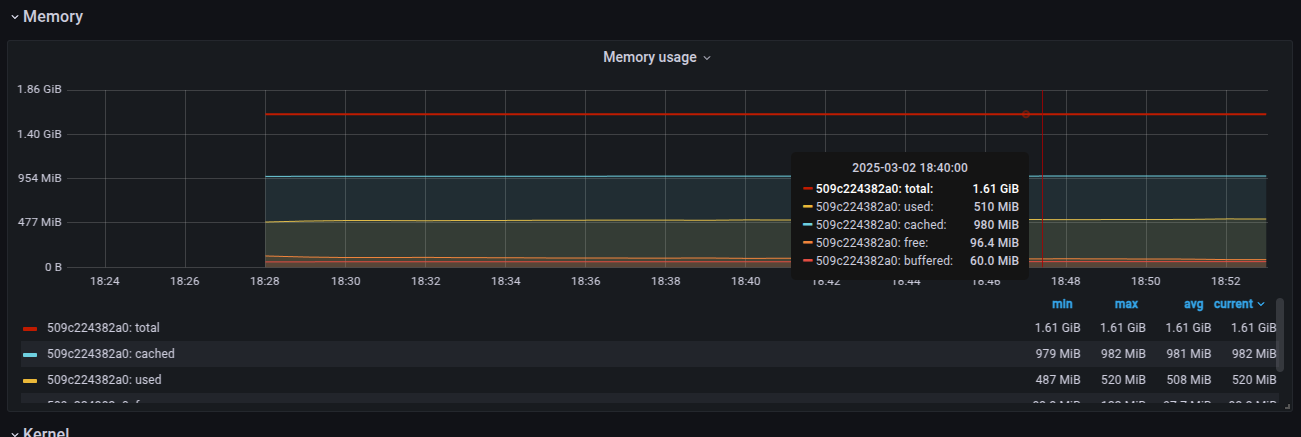 Memory
Memory usage
1.86 GiB
1.40 GiB
954 MiB
477 MiB
0 B
2025-03-02 18:40:00
509c224382a0: total: 1.61 GiB
509c224382a0: used: 510 MiB
509c224382a0: cached: 980 MiB
509c224382a0: free: 96.4 MiB
509c224382a0: buffered: 60.0 MiB
18:24 18:26 18:28 18:30 18:32 18:34 18:36 18:38 18:40 18:42 18:44 18:46 18:48 18:50 18:52
min max avg current
509c224382a0: total 1.61 GiB 1.61 GiB 1.61 GiB 1.61 GiB
509c224382a0: cached 979 MiB 982 MiB 981 MiB 982 MiB
509c224382a0: used 487 MiB 520 MiB 508 MiB 520 MiB
Kernel